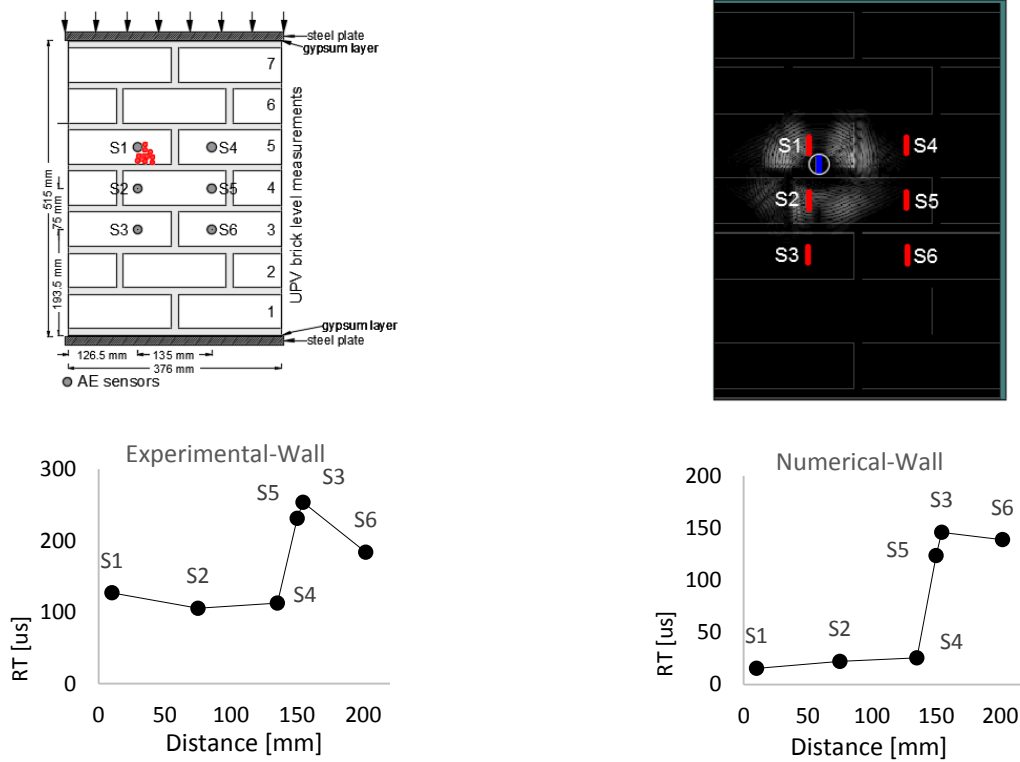 steel plate
gypsum layer
7
6
S1
S4
5
S2
S5
4
S3
S6
3
2
1
UPV brick level measurements
515 mm
75 mm
193.5 mm
gypsum layer
steel plate
126.5 mm
135 mm
376 mm
AE sensors
S1
S4
S2
S5
S3
S6
Experimental-Wall
300
200
100
0
RT [us]
S1
S2
S5
S3
S4
S6
0 50 100 150 200
Distance [mm]
Numerical-Wall
200
150
100
50
0
RT [us]
S1
S2
S5
S3
S6
S4
0 50 100 150 200
Distance [mm]